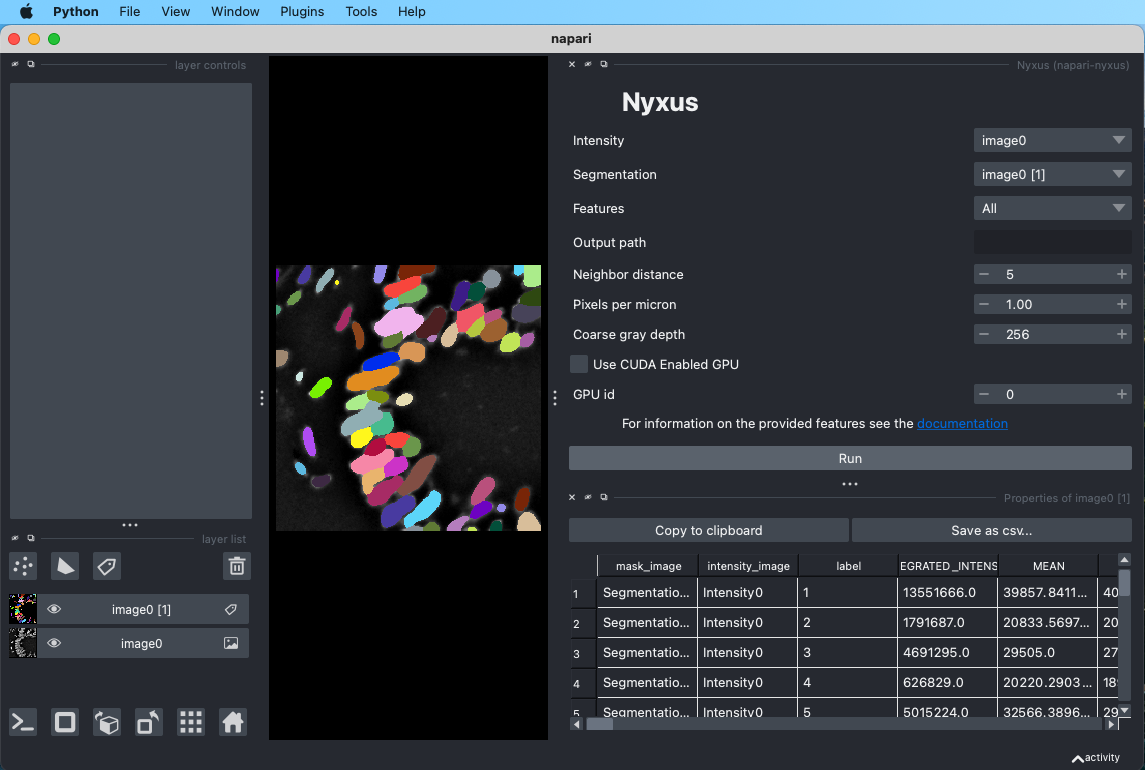 Python File View Window Plugins Tools Help
napari
layer controls
Nyxus (napari-nyxus)
Nyxus
Intensity image0
Segmentation image0 [1]
Features All
Output path
Neighbor distance − 5 +
Pixels per micron − 1.00 +
Coarse gray depth − 256 +
Use CUDA Enabled GPU
GPU id − 0 +
For information on the provided features see the documentation
Run
Properties of image0 [1]
Copy to clipboard Save as csv...
layer list
image0 [1]
image0
mask_image intensity_image label EGRATED_INTENS MEAN
1 Segmentatio... Intensity0 1 13551666.0 39857.8411... 40
2 Segmentatio... Intensity0 2 1791687.0 20833.5697... 20
3 Segmentatio... Intensity0 3 4691295.0 29505.0 27
4 Segmentatio... Intensity0 4 626829.0 20220.2903... 18
5 Segmentatio... Intensity0 5 5015224.0 32566.3896... 29
activity